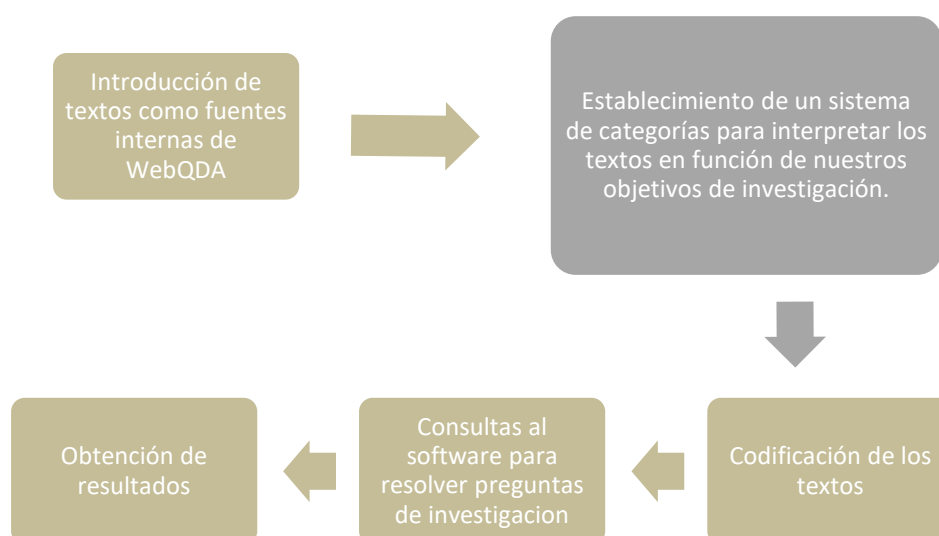 Introducción de
textos como fuentes
internas de
WebQDA
Establecimiento de un sistema
de categorías para interpretar los
textos en función de nuestros
objetivos de investigación.
Codificación de los
textos
Consultas al
software para
resolver preguntas
de investigacion
Obtención de
resultados